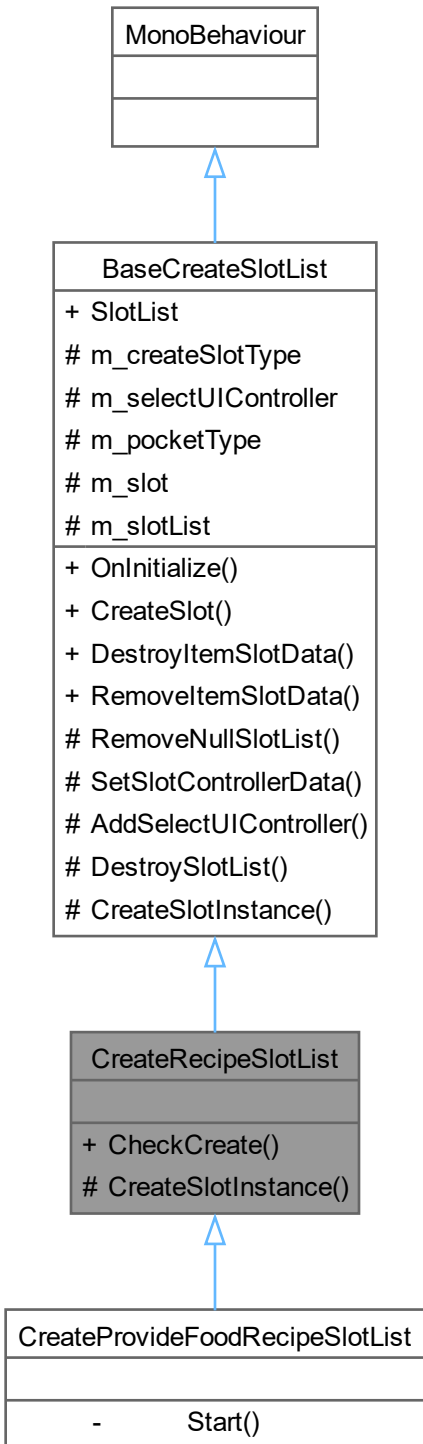 MonoBehaviour
BaseCreateSlotList
+ SlotList
# m_createSlotType
# m_selectUIController
# m_pocketType
# m_slot
# m_slotList
+ OnInitialize()
+ CreateSlot()
+ DestroyItemSlotData()
+ RemoveItemSlotData()
# RemoveNullSlotList()
# SetSlotControllerData()
# AddSelectUIController()
# DestroySlotList()
# CreateSlotInstance()
CreateRecipeSlotList
+ CheckCreate()
# CreateSlotInstance()
CreateProvideFoodRecipeSlotList
- Start()